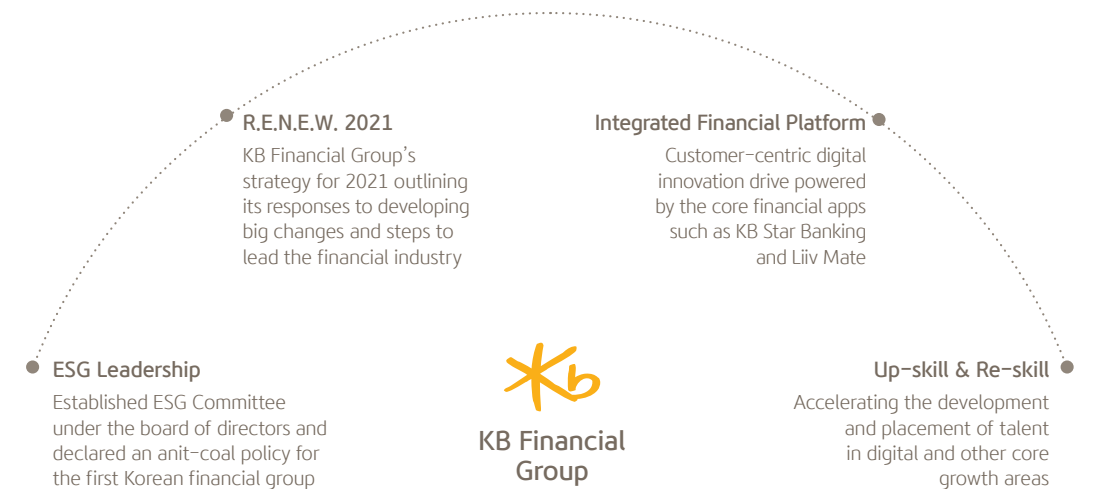 R.E.N.E.W. 2021
KB Financial Group's
strategy for 2021 outlining
its responses to developing
big changes and steps to
lead the financial industry
Integrated Financial Platform
Customer-centric digital
innovation drive powered
by the core financial apps
such as KB Star Banking
and Liiv Mate
ESG Leadership
Established ESG Committee
under the board of directors and
declared an anit-coal policy for
the first Korean financial group
Kb
KB Financial
Group
Up-skill & Re-skill
Accelerating the development
and placement of talent
in digital and other core
growth areas